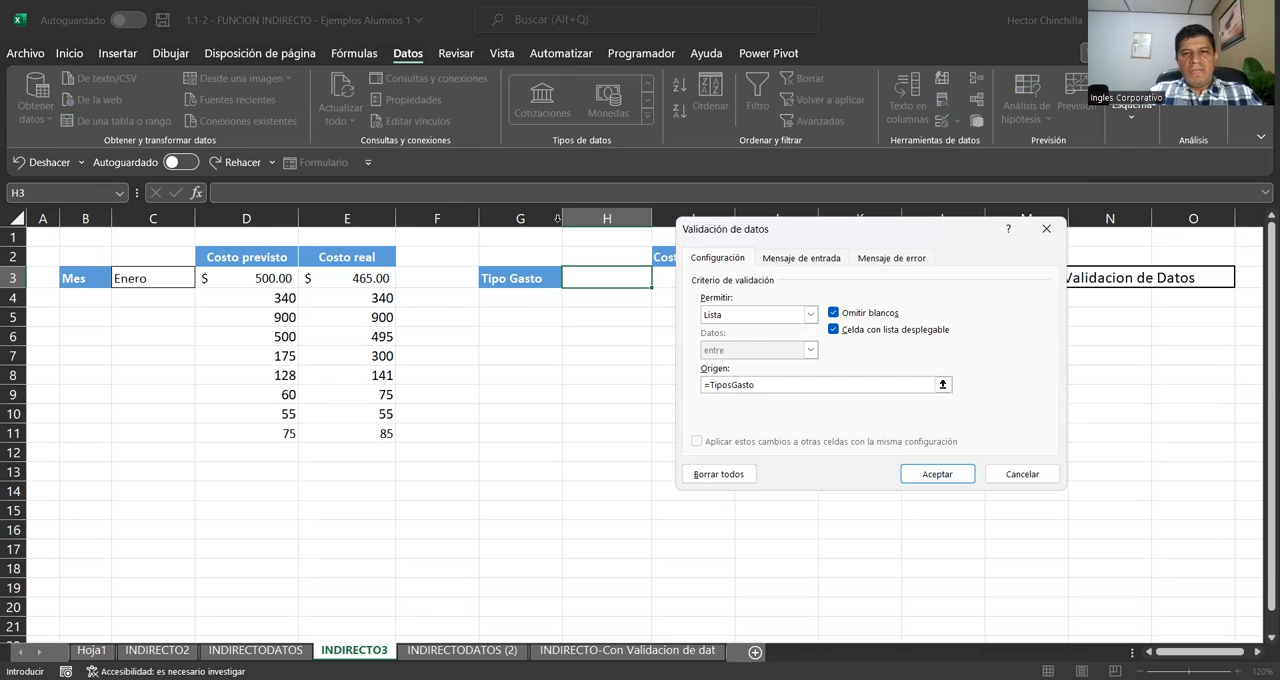 Autoguardado
1.1-2 - FUNCION INDIRECTO - Ejemplos Alumnos 1
Buscar (Alt+Q)
Hector Chinchilla
Archivo Inicio Insertar Dibujar Disposición de página Fórmulas Datos Revisar Vista Automatizar Programador Ayuda Power Pivot
Obtener datos
De texto/CSV
De la web
De una tabla o rango
Desde una imagen
Fuentes recientes
Conexiones existentes
Obtener y transformar datos
Actualizar todo
Consultas y conexiones
Propiedades
Editar vínculos
Consultas y conexiones
Cotizaciones
Monedas
Tipos de datos
Ordenar
Filtro
Borrar
Volver a aplicar
Avanzadas
Ordenar y filtrar
Texto en columnas
Herramientas de datos
Análisis de hipótesis
Previsión
Esquema
Análisis
Ingles Corporativo
Deshacer Autoguardado Rehacer Formulario
H3
fx
A B C D E F G H K N O
1
2 Costo previsto Costo real
3 Mes Enero $ 500.00 $ 465.00 Tipo Gasto Validacion de Datos
4 340 340
5 900 900
6 500 495
7 175 300
8 128 141
9 60 75
10 55 55
11 75 85
12
13
14
15
16
17
18
19
20
21
Validación de datos
?
Configuración Mensaje de entrada Mensaje de error
Criterio de validación
Permitir:
Lista
Omitir blancos
Celda con lista desplegable
Datos:
entre
Origen:
=TiposGasto
Aplicar estos cambios a otras celdas con la misma configuración
Borrar todos Aceptar Cancelar
Hoja1 INDIRECTO2 INDIRECTODATOS INDIRECTO3 INDIRECTODATOS (2) INDIRECTO-Con Validacion de dat
Introducir Accesibilidad: es necesario investigar 120%